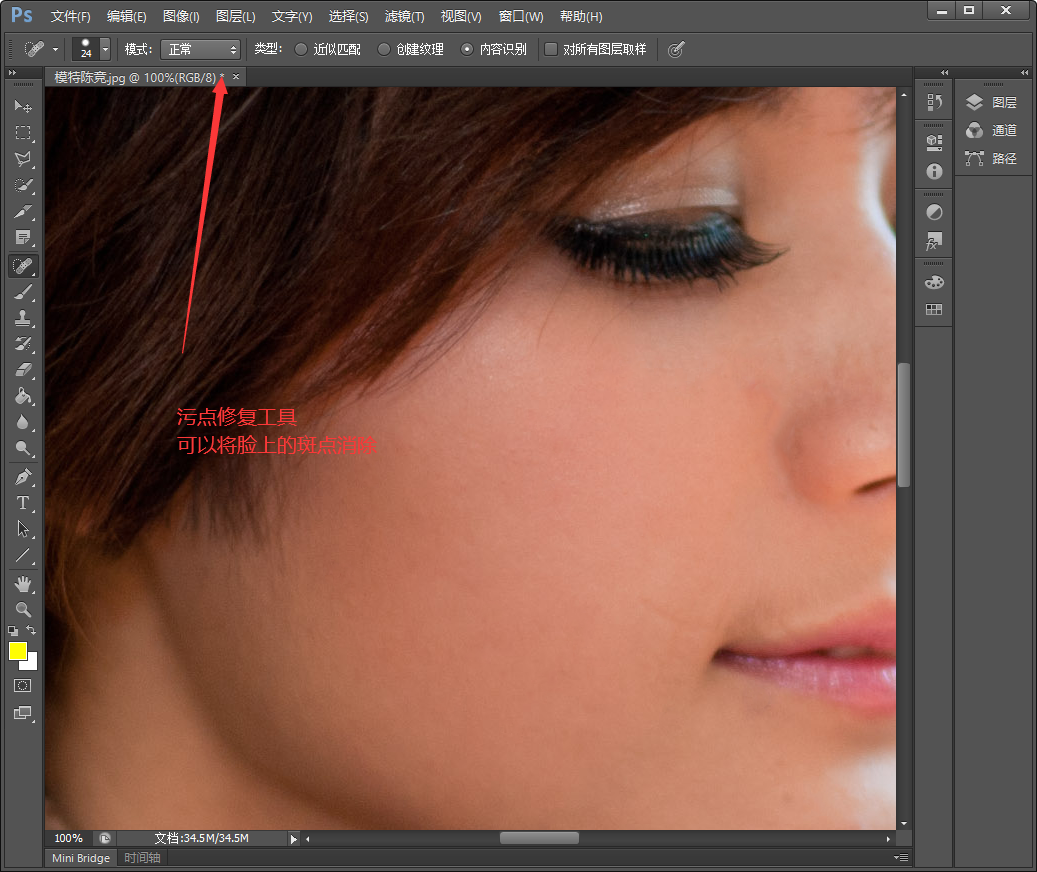 Ps 文件(F) 编辑(E) 图像(I) 图层(L) 文字(Y) 选择(S) 滤镜(T) 视图(V) 窗口(W) 帮助(H)
24 模式: 正常 类型: 近似匹配 创建纹理 内容识别 对所有图层取样
模特陈竞.jpg @ 100%(RGB/8) * ×
图层
通道
路径
污点修复工具
可以将脸上的斑点消除
T
100% 文档:34.5M/34.5M
Mini Bridge 时间轴